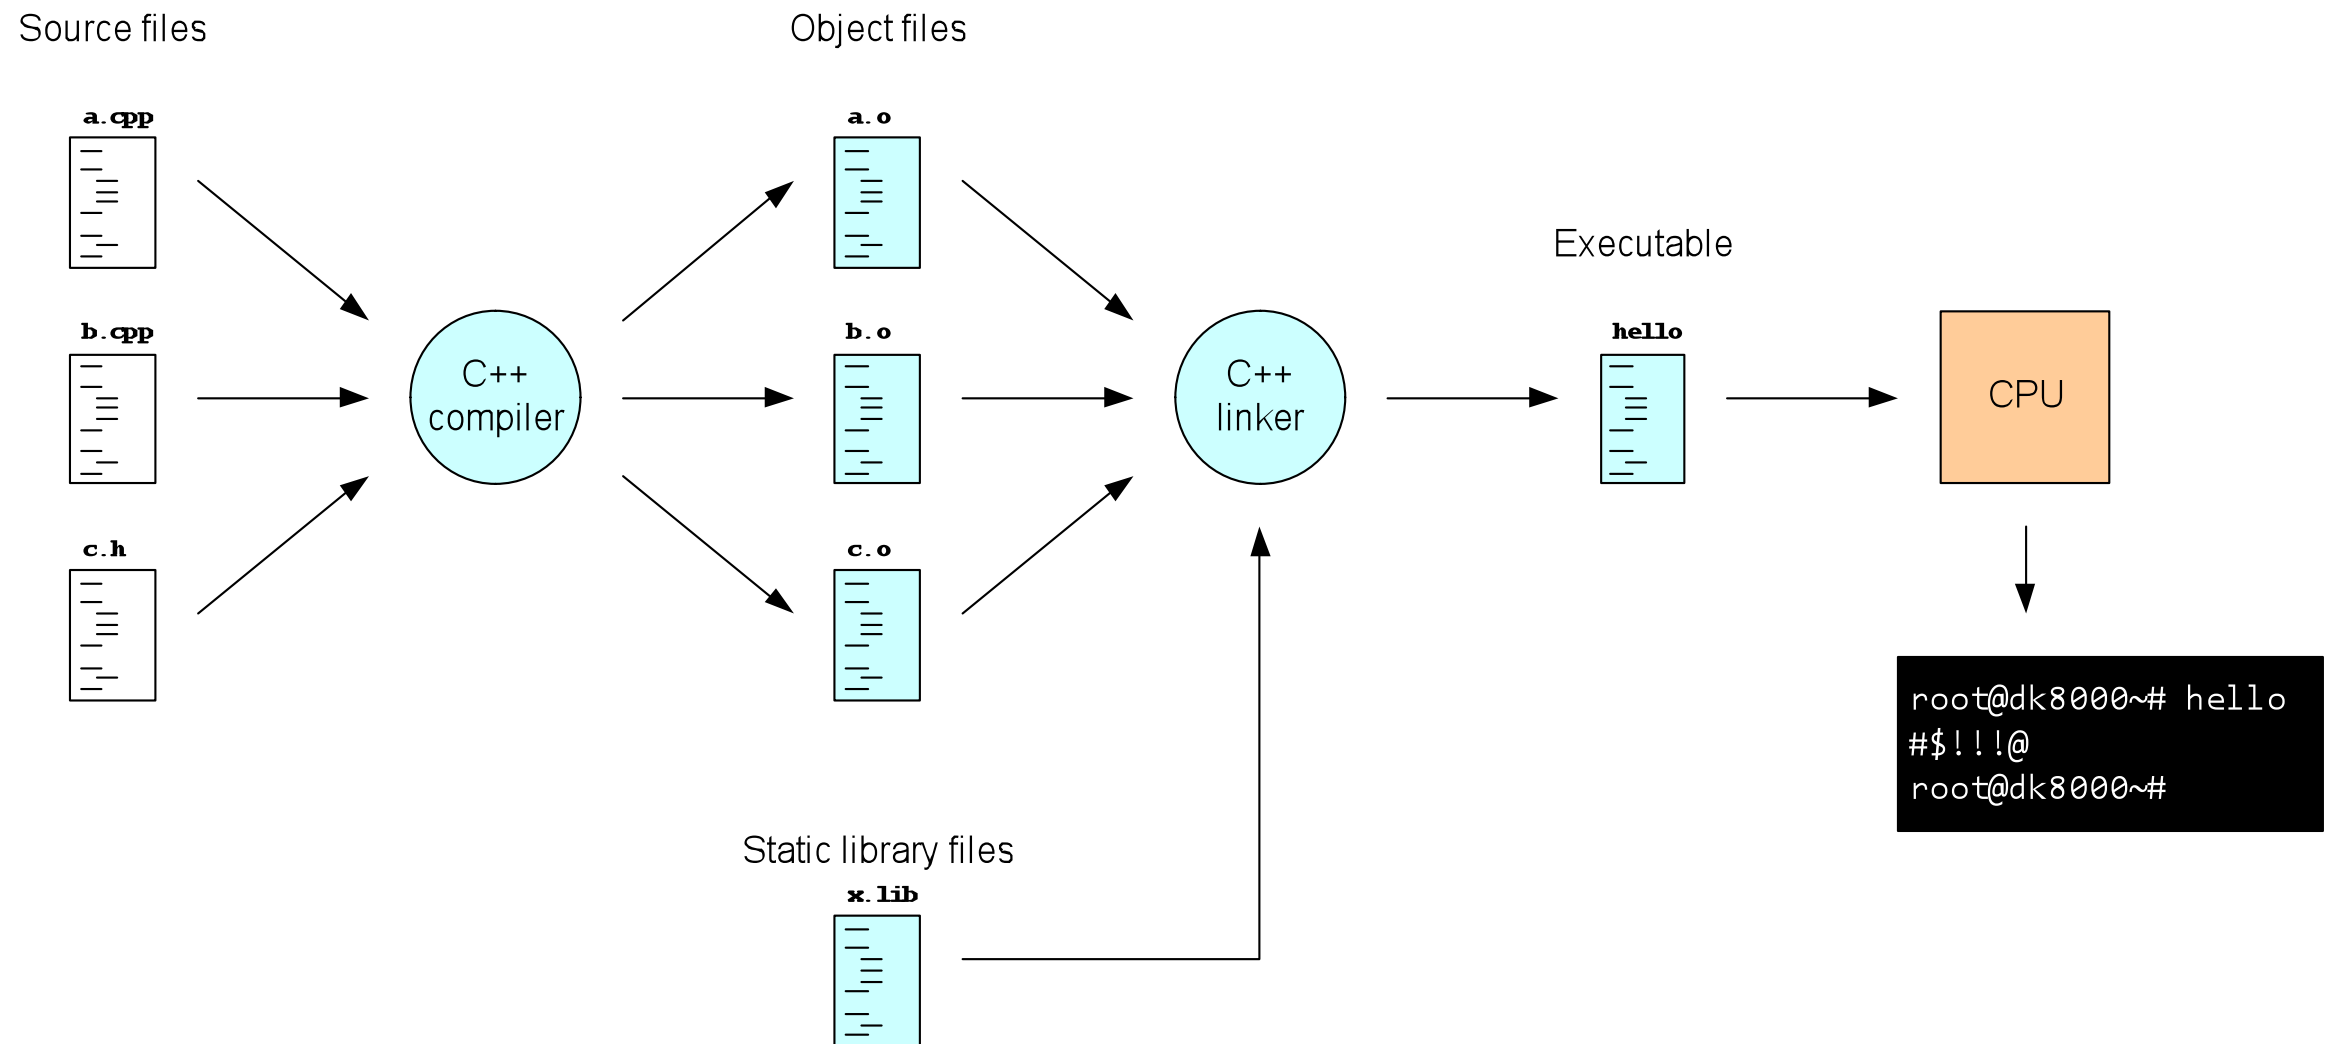 Source files
a.cpp
b.cpp
c.h
C++
compiler
Object files
a.o
b.o
c.o
Static library files
x.lib
C++
linker
Executable
hello
CPU
root@dk8000~# hello
#$!!!@
root@dk8000~#